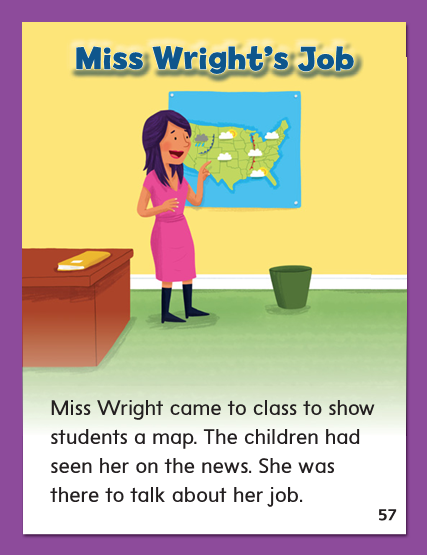 Miss Wright's Job
Miss Wright came to class to show
students a map. The children had
seen her on the news. She was
there to talk about her job.
57